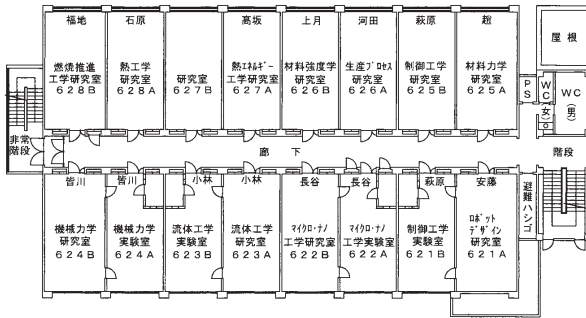 福地
燃焼推進
工学研究室
628B
石原
熱工学
研究室
628A
研究室
627B
髙坂
熱エネルギー
工学研究室
627A
上月
材料強度学
研究室
626B
河田
生産プロセス
研究室
626A
萩原
制御工学
研究室
625B
趙
材料力学
研究室
625A
屋根
PS
WC
(女)
WC
(男)
非常
階段
廊下
階段
皆川
機械力学
研究室
624B
皆川
機械力学
実験室
624A
小林
流体工学
実験室
623B
小林
流体工学
研究室
623A
長谷
マイクロ・ナノ
工学研究室
622B
長谷
マイクロ・ナノ
工学実験室
622A
萩原
制御工学
実験室
621B
安藤
ロボット
デザイン
研究室
621A
避難ハシゴ